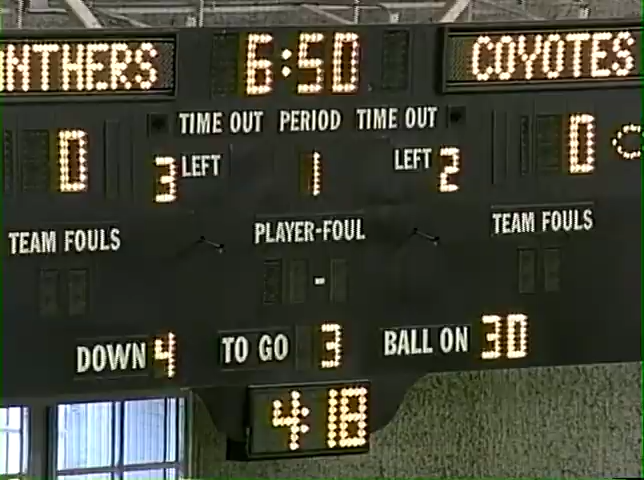 NTHERS 6:50 COYOTES
TIME OUT PERIOD TIME OUT
0 3 LEFT 1 LEFT 2 0
TEAM FOULS PLAYER-FOUL TEAM FOULS
-
DOWN 4 TO GO 3 BALL ON 30
4:18